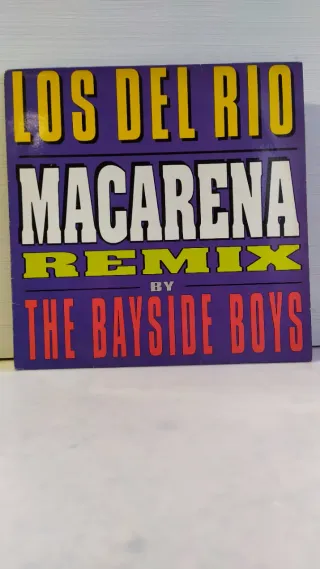 LOS DEL RIO
MACARENA
REMIX
BY
THE BAYSIDE BOYS